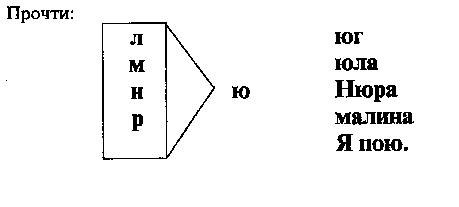 Прочти:
л
м
н
р
ю
юг
юла
Нюра
малина
Я пою.